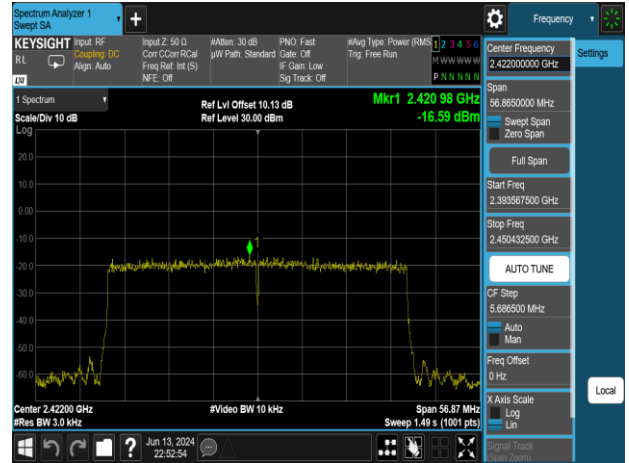 Spectrum Analyzer 1
Swept SA
+
Frequency
KEYSIGHT
RL
LXI
Input: RF
Coupling: DC
Align: Auto
Input Z: 50 Ω
Corr CCorr RCal
Freq Ref: Int (S)
NFE: Off
#Atten: 30 dB
µW Path: Standard
PNO: Fast
Gate: Off
IF Gain: Low
Sig Track: Off
#Avg Type: Power (RMS
Trig: Free Run
1 2 3 4 5 6
M W W W W W
P N N N N N
1 Spectrum
Scale/Div 10 dB
Log
Ref Lvl Offset 10.13 dB
Ref Level 30.00 dBm
Mkr1 2.420 98 GHz
-16.59 dBm
20.0
10.0
0.00
-10.0
-20.0
-30.0
-40.0
-50.0
-60.0
1
Center 2.42200 GHz
#Res BW 3.0 kHz
#Video BW 10 kHz
Span 56.87 MHz
Sweep 1.49 s (1001 pts)
Jun 13, 2024
22:52:54
Center Frequency
2.422000000 GHz
Settings
Span
56.8650000 MHz
Swept Span
Zero Span
Full Span
Start Freq
2.393567500 GHz
Stop Freq
2.450432500 GHz
AUTO TUNE
CF Step
5.686500 MHz
Auto
Man
Freq Offset
0 Hz
X Axis Scale
Log
Lin
Local
Signal Track
(Span Zoom)